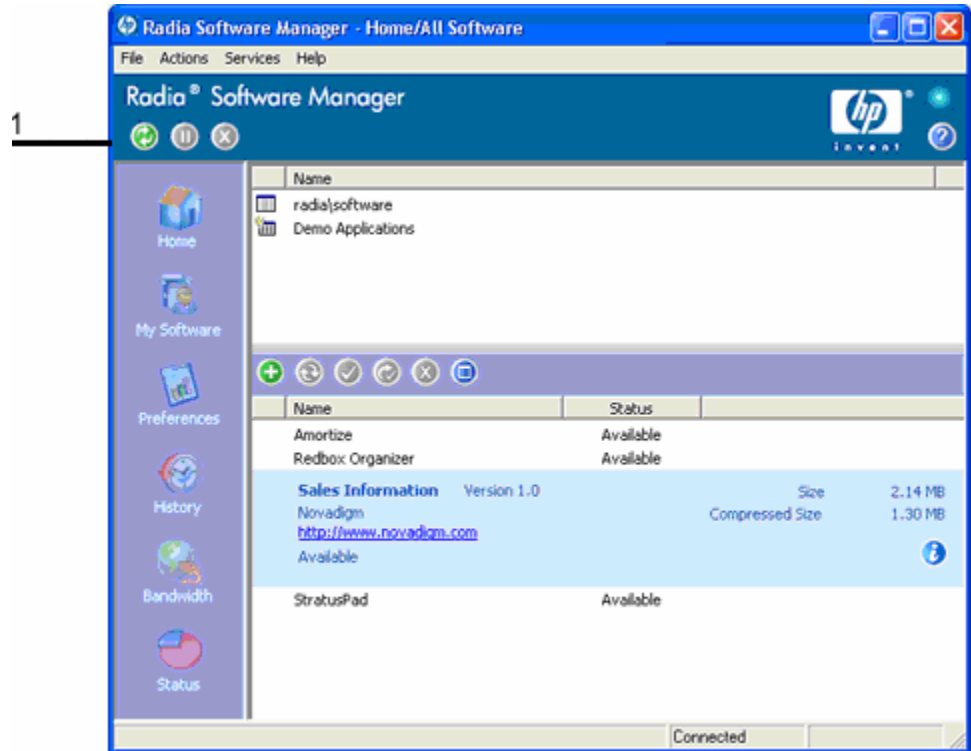 Radia Software Manager - Home/All Software
File Actions Services Help
Radia® Software Manager
hp®
invent
1
Name
radia\software
Demo Applications
Home
My Software
Preferences
History
Bandwidth
Status
Name Status
Amortize Available
Redbox Organizer Available
Sales Information Version 1.0 Size 2.14 MB
Novadigm Compressed Size 1.30 MB
http://www.novadigm.com
Available
StratusPad Available
Connected